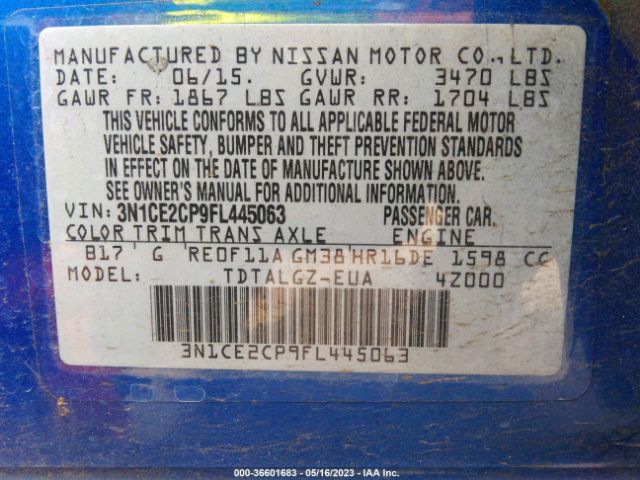 MANUFACTURED BY NISSAN MOTOR CO., LTD.
DATE: 06/15. GVWR: 3470 LBS
GAWR FR: 1867 LBS GAWR RR: 1704 LBS
THIS VEHICLE CONFORMS TO ALL APPLICABLE FEDERAL MOTOR
VEHICLE SAFETY, BUMPER AND THEFT PREVENTION STANDARDS
IN EFFECT ON THE DATE OF MANUFACTURE SHOWN ABOVE.
SEE OWNER'S MANUAL FOR ADDITIONAL INFORMATION.
VIN: 3N1CE2CP9FL445063 PASSENGER CAR.
COLOR TRIM TRANS AXLE ENGINE
B17 G RE0F11A GM38 HR16DE 1598 CC
MODEL: TDTALGZ-EUA 4Z000
3N1CE2CP9FL445063
000-36601683 - 05/16/2023 - IAA Inc.